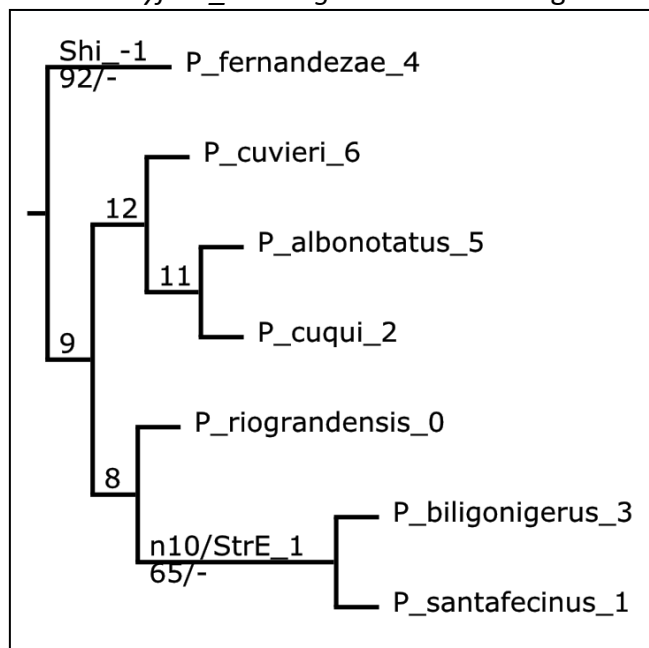 Shi_-1
92/-
P_fernandezae_4
P_cuvieri_6
12
P_albonotatus_5
11
P_cuqui_2
9
P_riograndensis_0
8
P_biligonigerus_3
n10/StrE_1
65/-
P_santafecinus_1